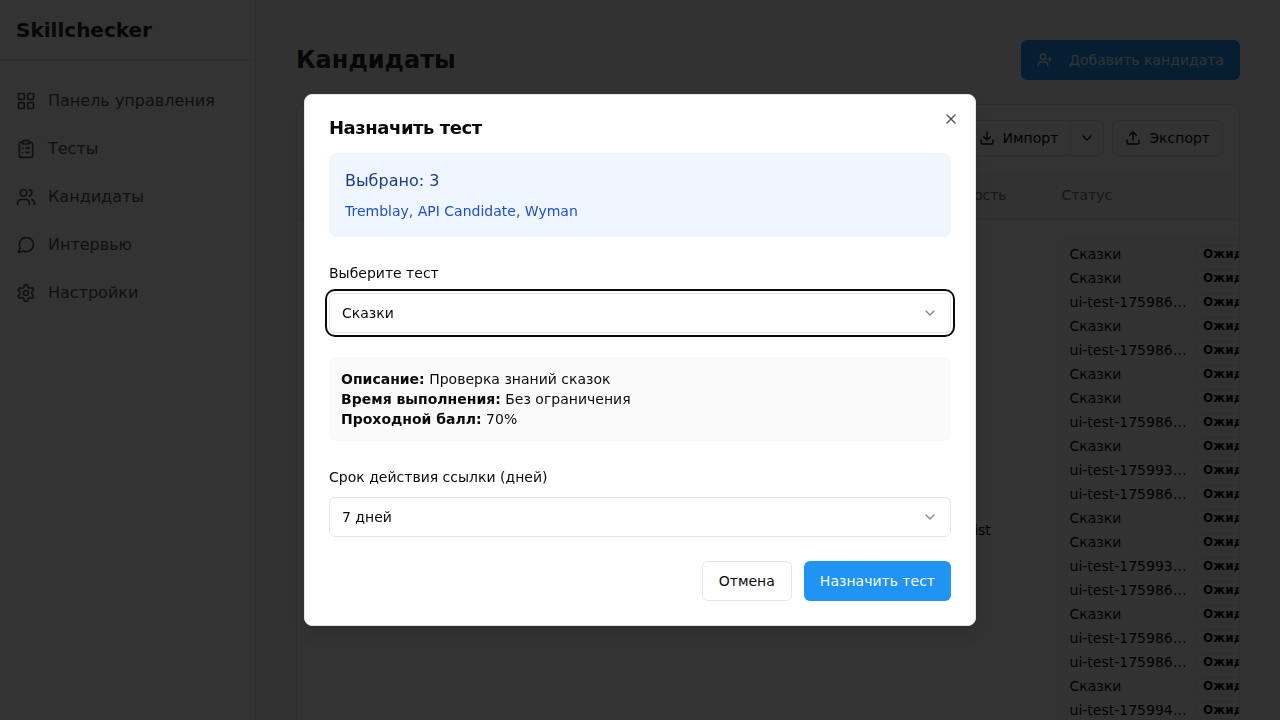 Skillchecker
Панель управления
Тесты
Кандидаты
Интервью
Настройки
Кандидаты
Добавить кандидата
Импорт
Экспорт
Статус
Назначить тест
Выбрано: 3
Tremblay, API Candidate, Wyman
Выберите тест
Сказки
Описание: Проверка знаний сказок
Время выполнения: Без ограничения
Проходной балл: 70%
Срок действия ссылки (дней)
7 дней
Отмена
Назначить тест
ость
ist
Сказки Ожид
Сказки Ожид
ui-test-175986... Ожид
Сказки Ожид
ui-test-175986... Ожид
Сказки Ожид
Сказки Ожид
ui-test-175986... Ожид
Сказки Ожид
ui-test-175993... Ожид
ui-test-175986... Ожид
Сказки Ожид
Сказки Ожид
ui-test-175993... Ожид
ui-test-175986... Ожид
Сказки Ожид
ui-test-175986... Ожид
ui-test-175986... Ожид
Сказки Ожид
ui-test-175994... Ожид